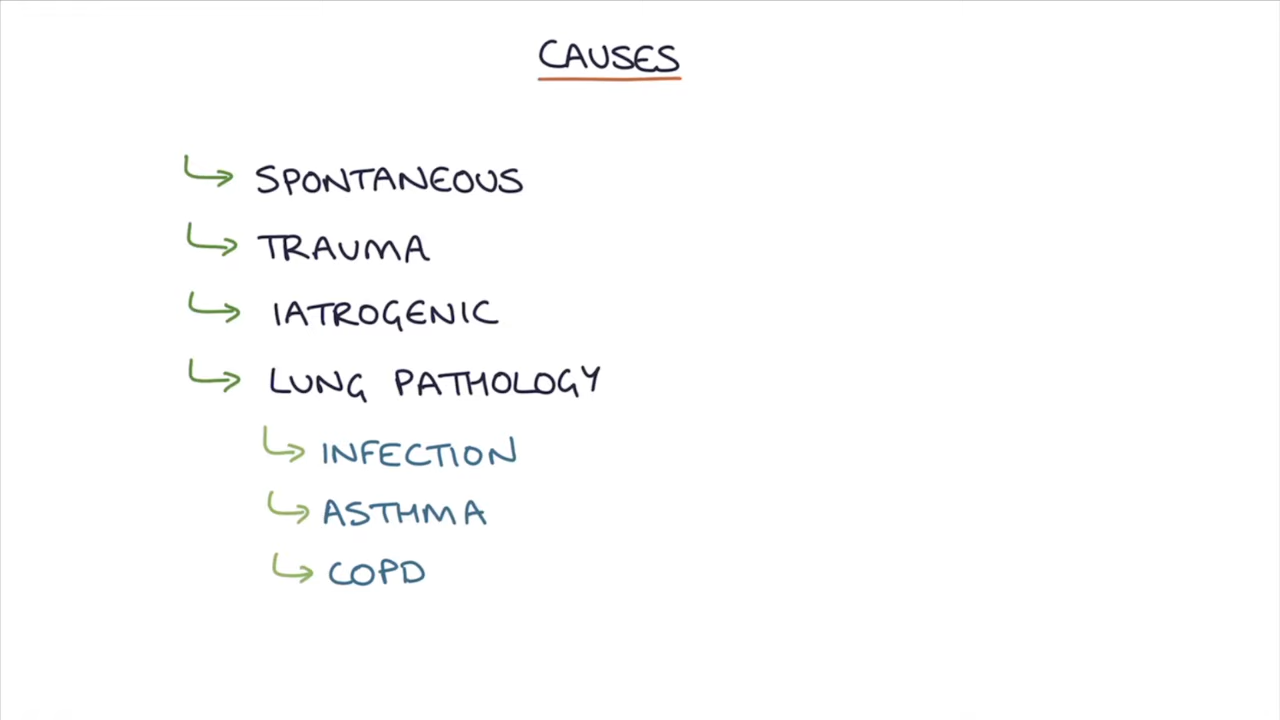 CAUSES
SPONTANEOUS
TRAUMA
IATROGENIC
LUNG PATHOLOGY
INFECTION
ASTHMA
COPD